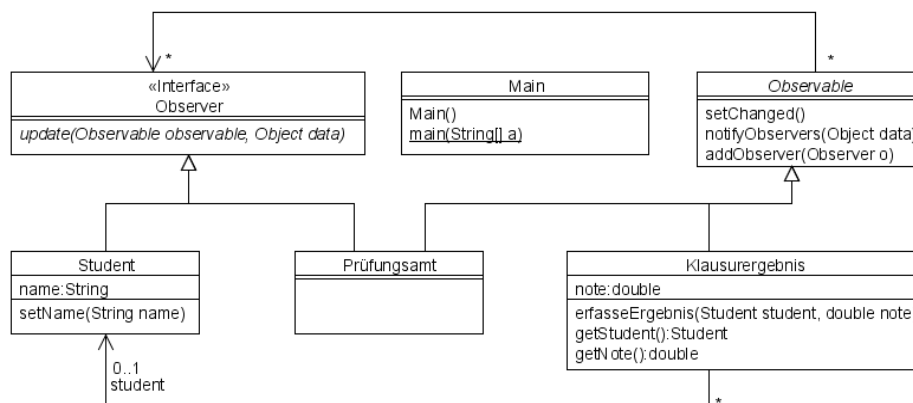 *
*
«Interface»
Observer
update(Observable observable, Object data)
Main
Main()
main(String[] a)
Observable
setChanged()
notifyObservers(Object data)
addObserver(Observer o)
Student
name:String
setName(String name)
Prüfungsamt
Klausurergebnis
note:double
erfasseErgebnis(Student student, double note
getStudent():Student
getNote():double
0..1
student
*